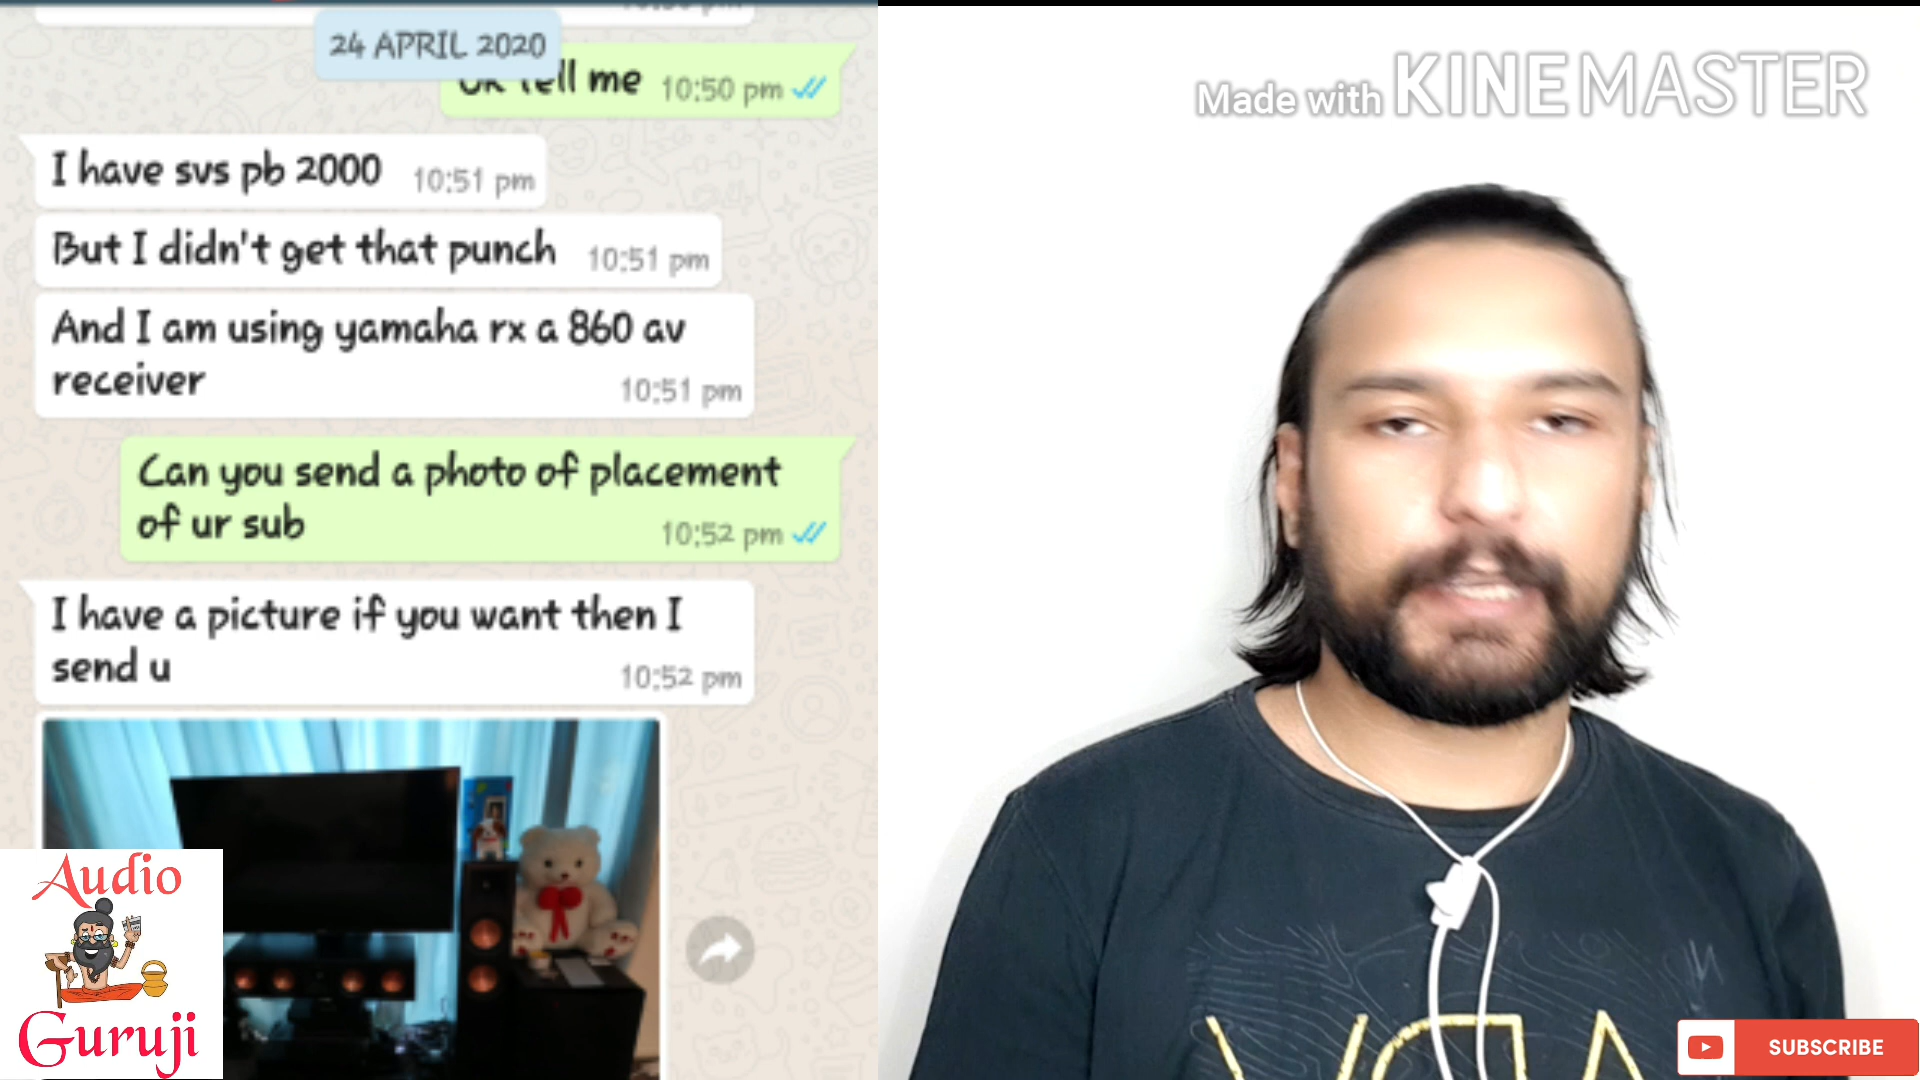 24 APRIL 2020
Ok Tell me 10:50 pm
I have svs pb 2000 10:51 pm
But I didn't get that punch 10:51 pm
And I am using yamaha rx a 860 av
receiver 10:51 pm
Can you send a photo of placement
of ur sub 10:52 pm
I have a picture if you want then I
send u 10:52 pm
Audio
Guruji
Made with KINEMASTER
SUBSCRIBE